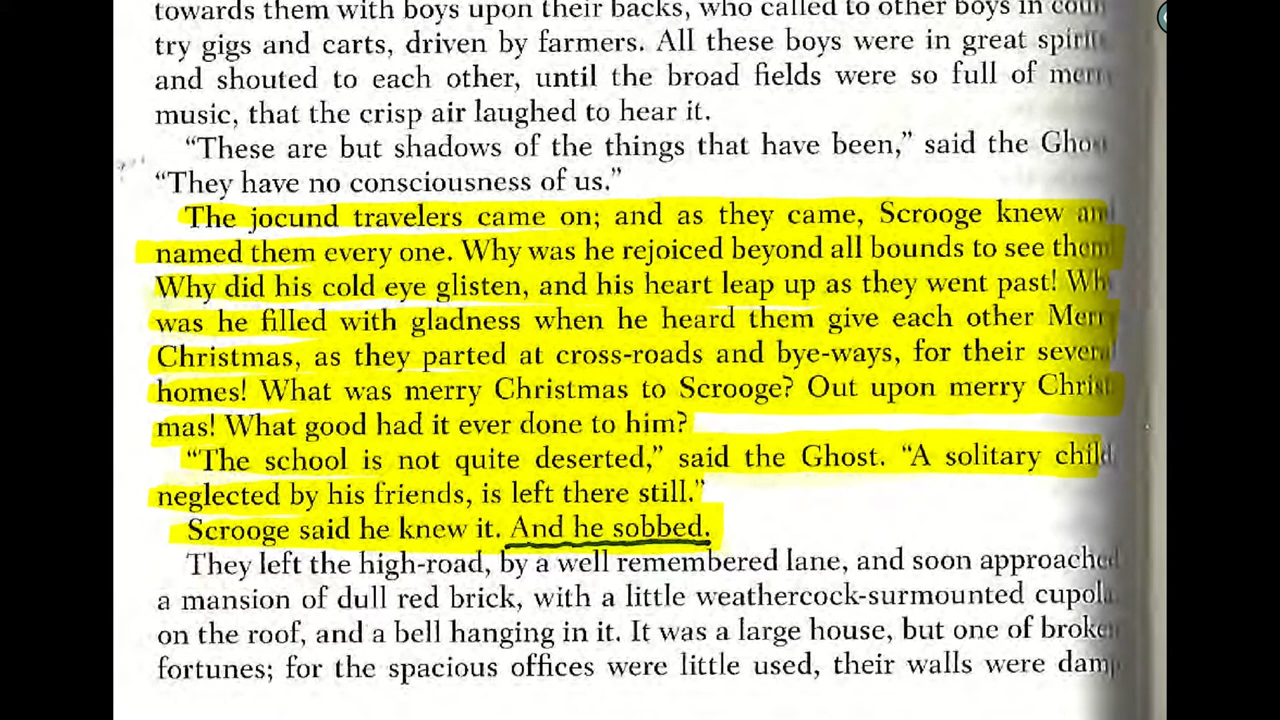 towards them with boys upon their backs, who called to other boys in coun
try gigs and carts, driven by farmers. All these boys were in great spirits
and shouted to each other, until the broad fields were so full of merry
music, that the crisp air laughed to hear it.
“These are but shadows of the things that have been,” said the Ghost
“They have no consciousness of us.”
The jocund travelers came on; and as they came, Scrooge knew and
named them every one. Why was he rejoiced beyond all bounds to see them
Why did his cold eye glisten, and his heart leap up as they went past! Why
was he filled with gladness when he heard them give each other Merry
Christmas, as they parted at cross-roads and bye-ways, for their several
homes! What was merry Christmas to Scrooge? Out upon merry Christ
mas! What good had it ever done to him?
“The school is not quite deserted,” said the Ghost. “A solitary child,
neglected by his friends, is left there still.”
Scrooge said he knew it. And he sobbed.
They left the high-road, by a well remembered lane, and soon approached
a mansion of dull red brick, with a little weathercock-surmounted cupola,
on the roof, and a bell hanging in it. It was a large house, but one of broken
fortunes; for the spacious offices were little used, their walls were damp